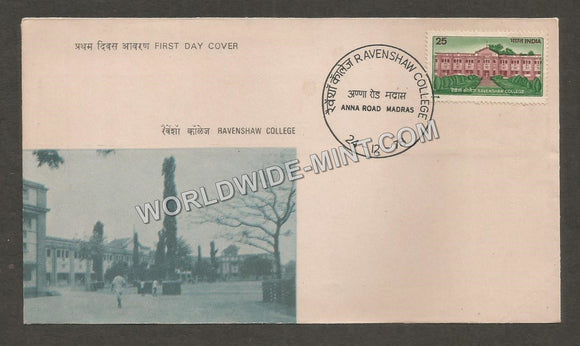 प्रथम दिवस आवरण FIRST DAY COVER
रैवेंशॉ कॉलेज RAVENSHAW COLLEGE
अण्णा रोड मद्रास
ANNA ROAD MADRAS
25 भारत INDIA
रेवेंशॉ कॉलेज RAVENSHAW COLLEGE
रैवेंशॉ कॉलेज RAVENSHAW COLLEGE
WORLDWIDE-MINT.COM